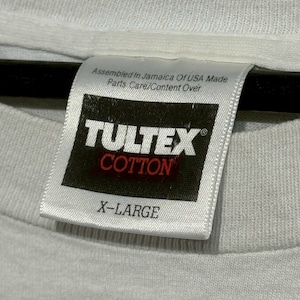 Assembled In Jamaica Of USA Made
Parts Care/Content Over
TULTEX®
COTTON
X-LARGE